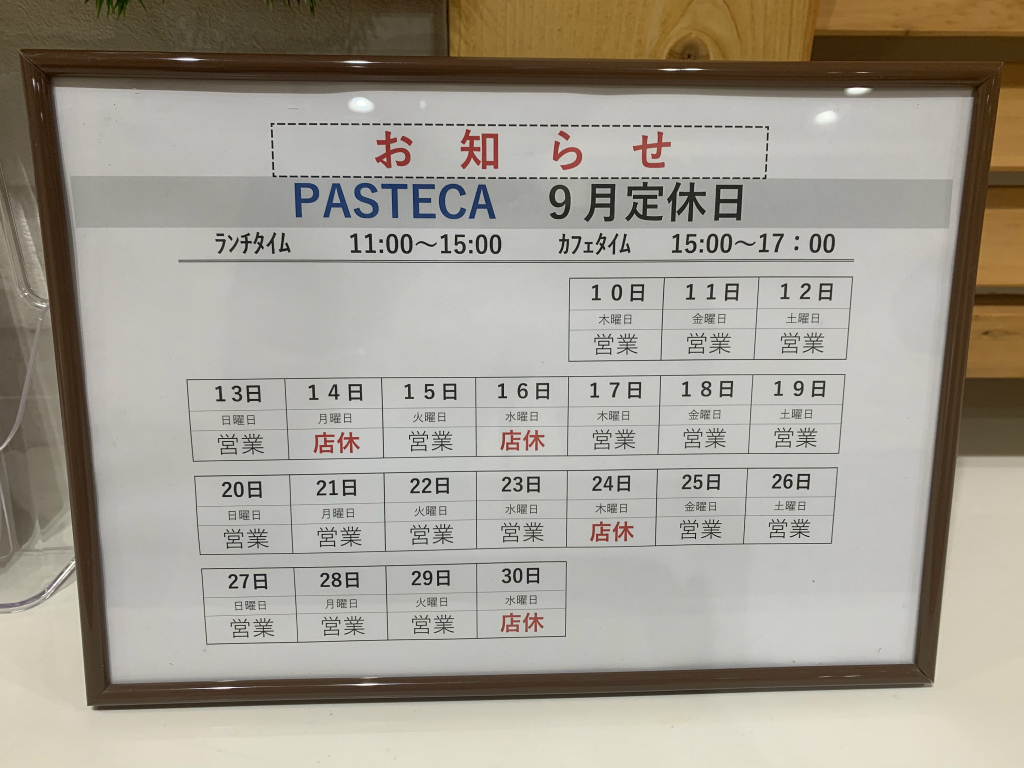 お知らせ
PASTECA 9月定休日
ﾗﾝﾁﾀｲﾑ 11:00～15:00 ｶﾌｪﾀｲﾑ 15:00～17：00
10日 11日 12日
木曜日 金曜日 土曜日
営業 営業 営業
13日 14日 15日 16日 17日 18日 19日
日曜日 月曜日 火曜日 水曜日 木曜日 金曜日 土曜日
営業 店休 営業 店休 営業 営業 営業
20日 21日 22日 23日 24日 25日 26日
日曜日 月曜日 火曜日 水曜日 木曜日 金曜日 土曜日
営業 営業 営業 営業 店休 営業 営業
27日 28日 29日 30日
日曜日 月曜日 火曜日 水曜日
営業 営業 営業 店休